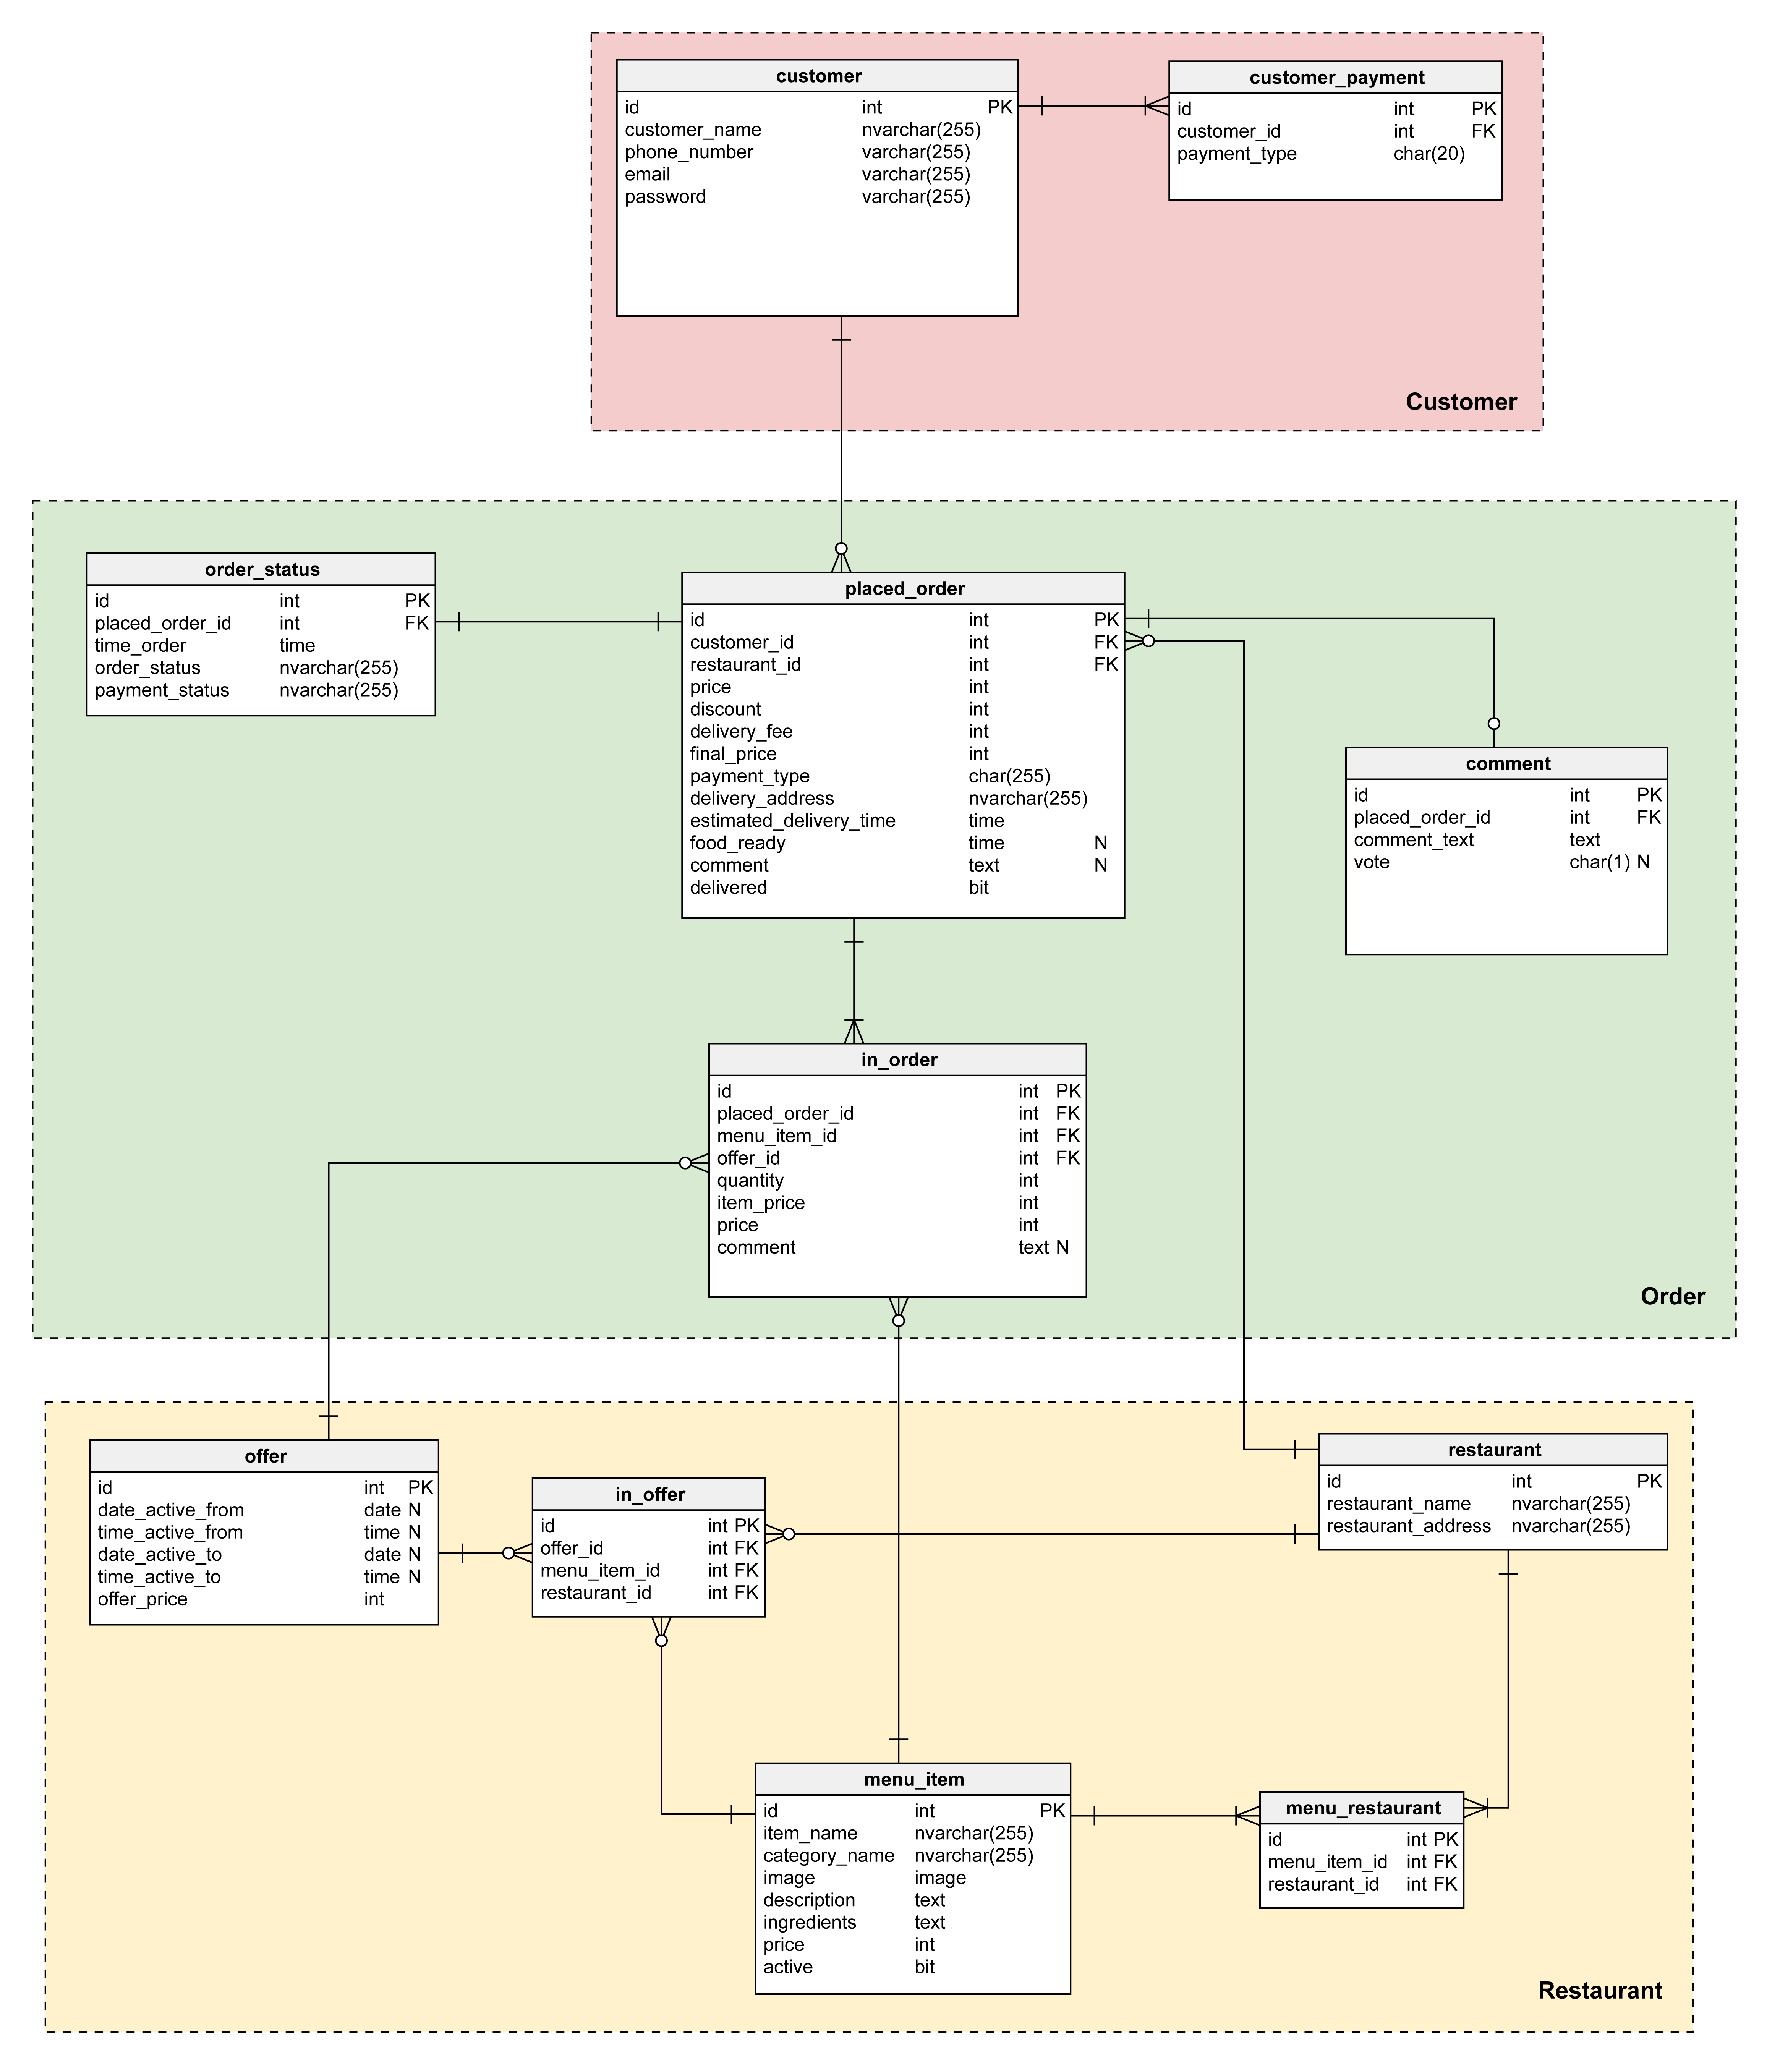 customer
id int PK
customer_name nvarchar(255)
phone_number varchar(255)
email varchar(255)
password varchar(255)
customer_payment
id int PK
customer_id int FK
payment_type char(20)
Customer
order_status
id int PK
placed_order_id int FK
time_order time
order_status nvarchar(255)
payment_status nvarchar(255)
placed_order
id int PK
customer_id int FK
restaurant_id int FK
price int
discount int
delivery_fee int
final_price int
payment_type char(255)
delivery_address nvarchar(255)
estimated_delivery_time time
food_ready time N
comment text N
delivered bit
comment
id int PK
placed_order_id int FK
comment_text text
vote char(1) N
in_order
id int PK
placed_order_id int FK
menu_item_id int FK
offer_id int FK
quantity int
item_price int
price int
comment text N
Order
offer
id int PK
date_active_from date N
time_active_from time N
date_active_to date N
time_active_to time N
offer_price int
in_offer
id int PK
offer_id int FK
menu_item_id int FK
restaurant_id int FK
restaurant
id int PK
restaurant_name nvarchar(255)
restaurant_address nvarchar(255)
menu_item
id int PK
item_name nvarchar(255)
category_name nvarchar(255)
image image
description text
ingredients text
price int
active bit
menu_restaurant
id int PK
menu_item_id int FK
restaurant_id int FK
Restaurant